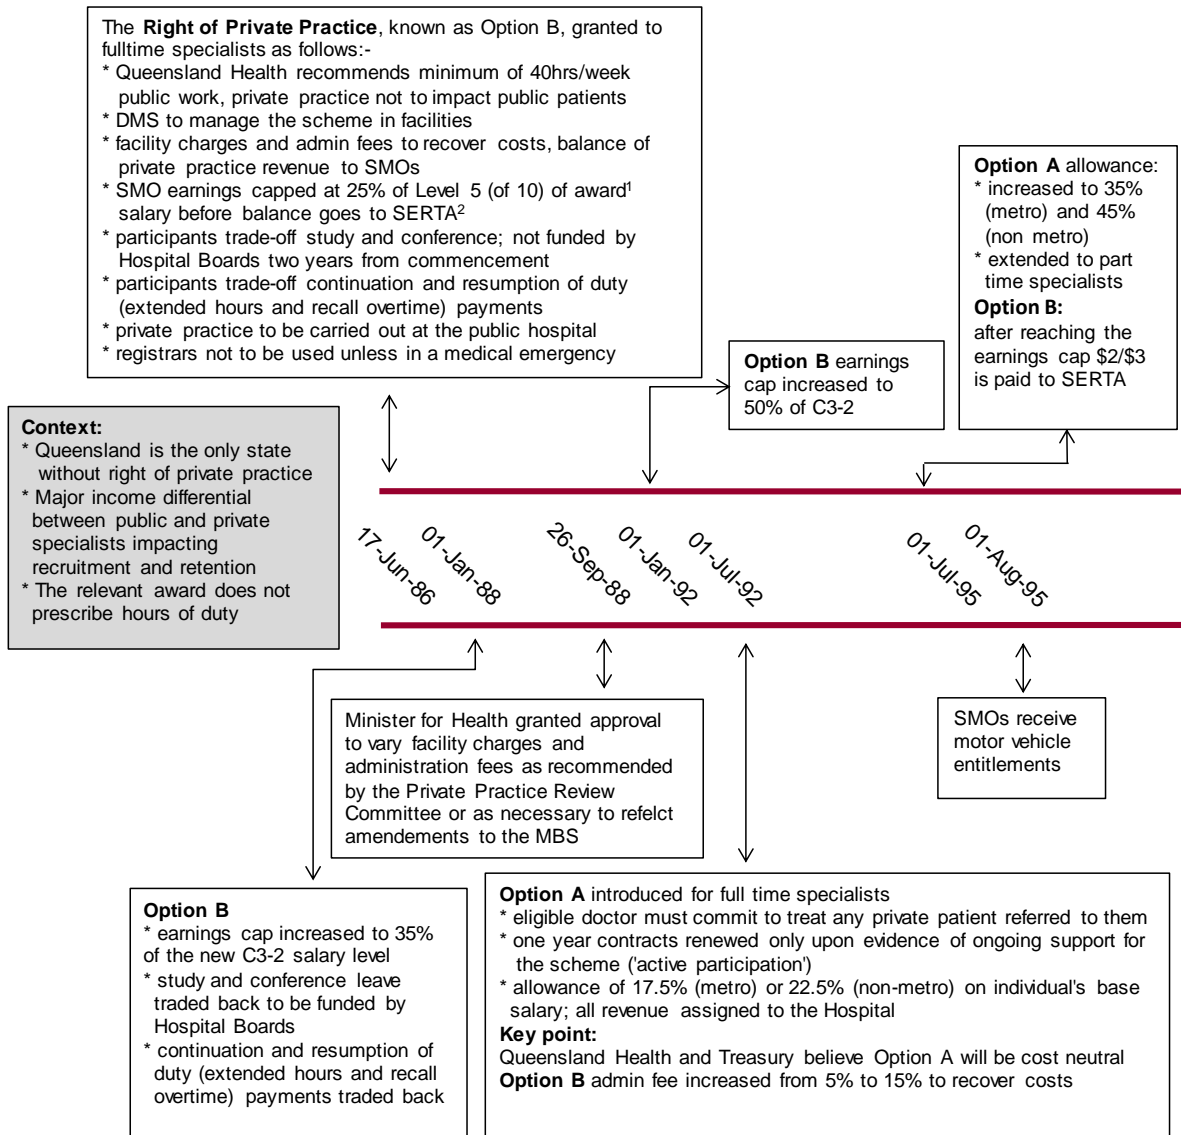 The Right of Private Practice, known as Option B, granted to
fulltime specialists as follows:-
* Queensland Health recommends minimum of 40hrs/week
public work, private practice not to impact public patients
* DMS to manage the scheme in facilities
* facility charges and admin fees to recover costs, balance of
private practice revenue to SMOs
* SMO earnings capped at 25% of Level 5 (of 10) of award¹
salary before balance goes to SERTA²
* participants trade-off study and conference; not funded by
Hospital Boards two years from commencement
* participants trade-off continuation and resumption of duty
(extended hours and recall overtime) payments
* private practice to be carried out at the public hospital
* registrars not to be used unless in a medical emergency
Option B earnings
cap increased to
50% of C3-2
Option A allowance:
* increased to 35%
(metro) and 45%
(non metro)
* extended to part
time specialists
Option B:
after reaching the
earnings cap $2/$3
is paid to SERTA
Context:
* Queensland is the only state
without right of private practice
* Major income differential
between public and private
specialists impacting
recruitment and retention
* The relevant award does not
prescribe hours of duty
17-Jun-86
01-Jan-88
26-Sep-88
01-Jan-92
01-Jul-92
01-Jul-95
01-Aug-95
Minister for Health granted approval
to vary facility charges and
administration fees as recommended
by the Private Practice Review
Committee or as necessary to refelct
amendements to the MBS
SMOs receive
motor vehicle
entitlements
Option B
* earnings cap increased to 35%
of the new C3-2 salary level
* study and conference leave
traded back to be funded by
Hospital Boards
* continuation and resumption of
duty (extended hours and recall
overtime) payments traded back
Option A introduced for full time specialists
* eligible doctor must commit to treat any private patient referred to them
* one year contracts renewed only upon evidence of ongoing support for
the scheme ('active participation')
* allowance of 17.5% (metro) or 22.5% (non-metro) on individual's base
salary; all revenue assigned to the Hospital
Key point:
Queensland Health and Treasury believe Option A will be cost neutral
Option B admin fee increased from 5% to 15% to recover costs